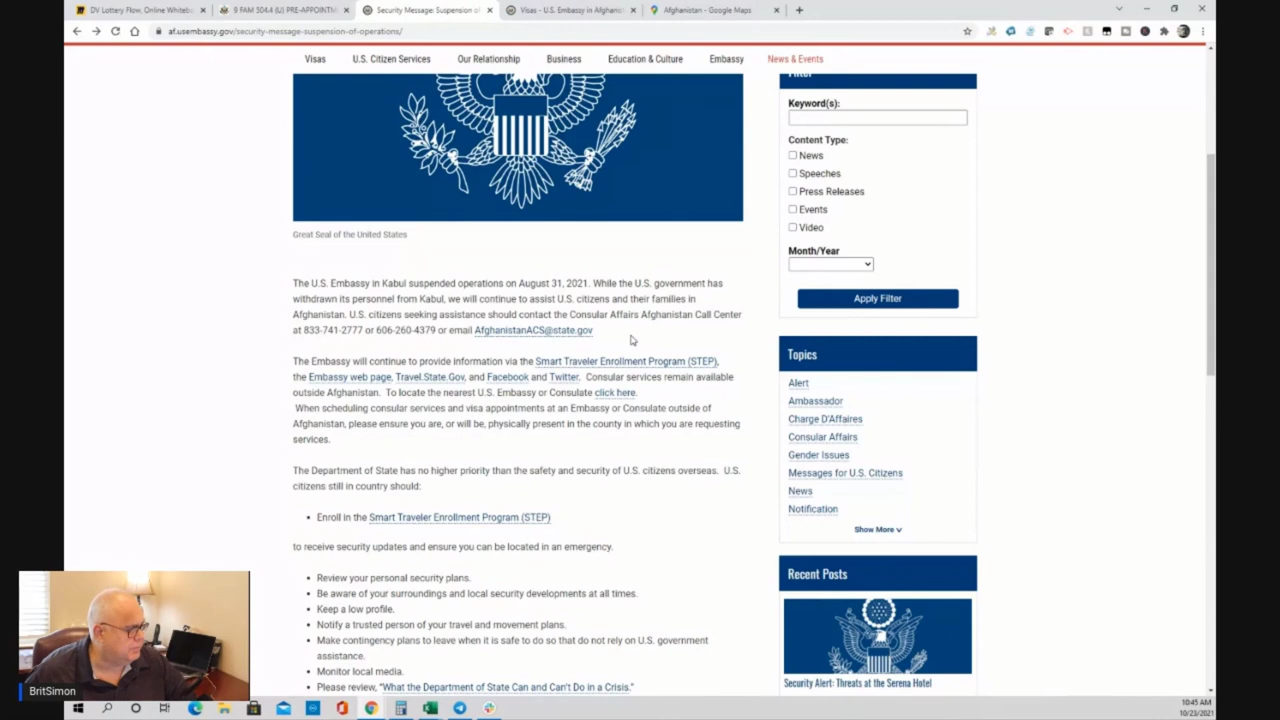 DV Lottery Flow, Online Whitebo
9 FAM 504.4 (U) PRE-APPOINTM
Security Message: Suspension of
Visas - U.S. Embassy in Afghanis
Afghanistan - Google Maps
af.usembassy.gov/security-message-suspension-of-operations/
Visas
U.S. Citizen Services
Our Relationship
Business
Education & Culture
Embassy
News & Events
Great Seal of the United States
The U.S. Embassy in Kabul suspended operations on August 31, 2021. While the U.S. government has
withdrawn its personnel from Kabul, we will continue to assist U.S. citizens and their families in
Afghanistan. U.S. citizens seeking assistance should contact the Consular Affairs Afghanistan Call Center
at 833-741-2777 or 606-260-4379 or email AfghanistanACS@state.gov
The Embassy will continue to provide information via the Smart Traveler Enrollment Program (STEP),
the Embassy web page, Travel.State.Gov, and Facebook and Twitter. Consular services remain available
outside Afghanistan. To locate the nearest U.S. Embassy or Consulate click here.
When scheduling consular services and visa appointments at an Embassy or Consulate outside of
Afghanistan, please ensure you are, or will be, physically present in the county in which you are requesting
services.
The Department of State has no higher priority than the safety and security of U.S. citizens overseas. U.S.
citizens still in country should:
• Enroll in the Smart Traveler Enrollment Program (STEP)
to receive security updates and ensure you can be located in an emergency.
• Review your personal security plans.
• Be aware of your surroundings and local security developments at all times.
• Keep a low profile.
• Notify a trusted person of your travel and movement plans.
• Make contingency plans to leave when it is safe to do so that do not rely on U.S. government
assistance.
• Monitor local media.
• Please review, "What the Department of State Can and Can't Do in a Crisis."
Filter
Keyword(s):
Content Type:
News
Speeches
Press Releases
Events
Video
Month/Year
Apply Filter
Topics
Alert
Ambassador
Charge D'Affaires
Consular Affairs
Gender Issues
Messages for U.S. Citizens
News
Notification
Show More
Recent Posts
Security Alert: Threats at the Serena Hotel
BritSimon
10:45 AM
10/23/2021